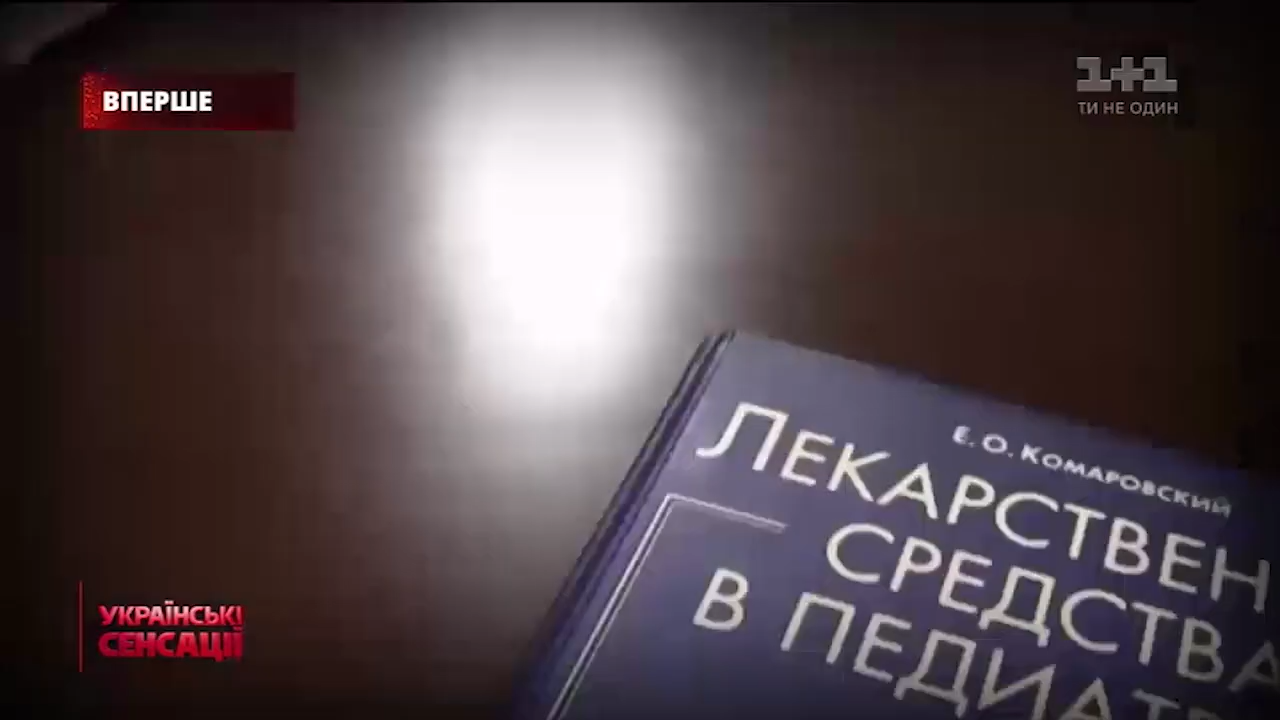 ВПЕРШЕ
1+1
ТИ НЕ ОДИН
Е. О. КОМАРОВСКИЙ
ЛЕКАРСТВЕН
СРЕДСТВА
В ПЕДИАТ
УКРАЇНСЬКІ
СЕНСАЦІЇ